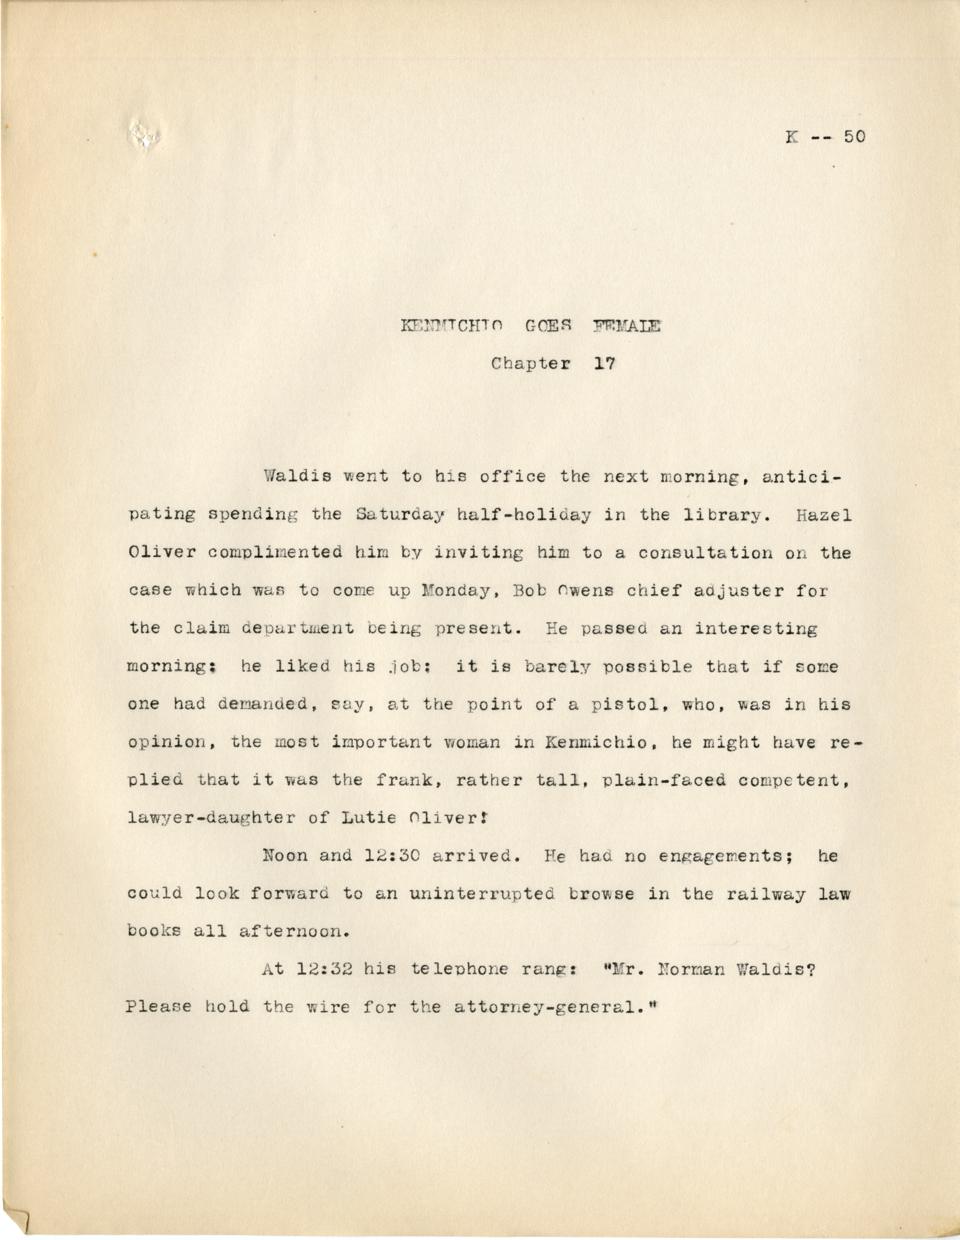 K -- 50
KENMICHIO GOES FEMALE
Chapter 17
Waldis went to his office the next morning, antici-
pating spending the Saturday half-holiday in the library. Hazel
Oliver complimented him by inviting him to a consultation on the
case which was to come up Monday, Bob Owens chief adjuster for
the claim department being present. He passed an interesting
morning; he liked his job; it is barely possible that if some
one had demanded, say, at the point of a pistol, who, was in his
opinion, the most important woman in Kenmichio, he might have re-
plied that it was the frank, rather tall, plain-faced competent,
lawyer-daughter of Lutie Oliver!
Noon and 12:30 arrived. He had no engagements; he
could look forward to an uninterrupted browse in the railway law
books all afternoon.
At 12:32 his telephone rang: "Mr. Norman Waldis?
Please hold the wire for the attorney-general."